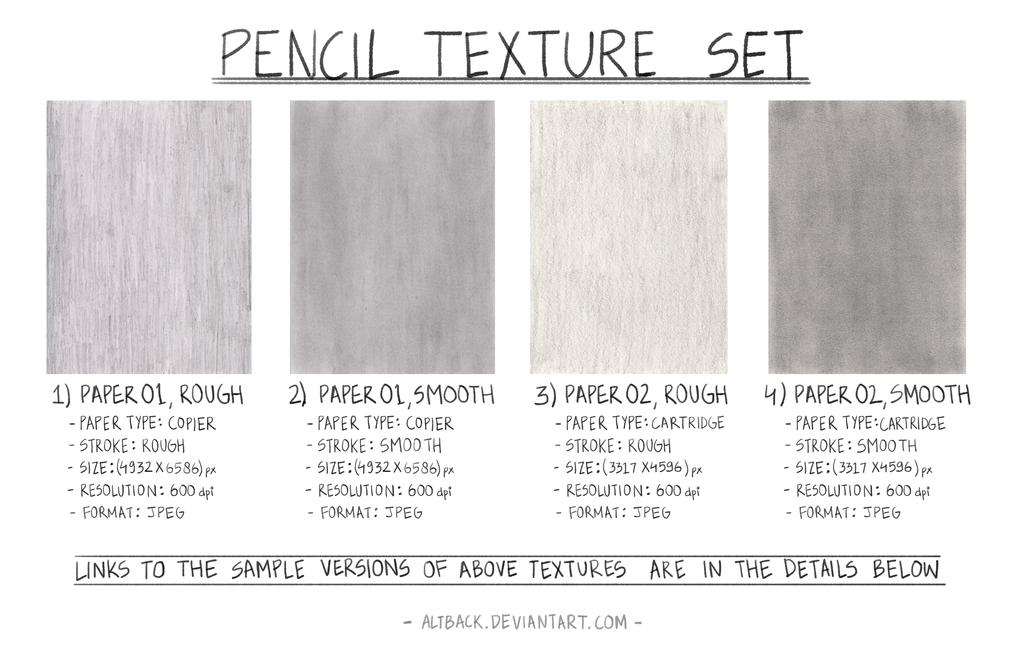 PENCIL TEXTURE SET
1) PAPER 01, ROUGH
- PAPER TYPE: COPIER
- STROKE: ROUGH
- SIZE:(4932 X 6586) px
- RESOLUTION: 600 dpi
- FORMAT: JPEG
2) PAPER 01, SMOOTH
- PAPER TYPE: COPIER
- STROKE: SMOOTH
- SIZE:(4932 X 6586) px
- RESOLUTION: 600 dpi
- FORMAT: JPEG
3) PAPER 02, ROUGH
- PAPER TYPE: CARTRIDGE
- STROKE: ROUGH
- SIZE:(3317 X4596) px
- RESOLUTION: 600 dpi
- FORMAT: JPEG
4) PAPER 02, SMOOTH
- PAPER TYPE: CARTRIDGE
- STROKE: SMOOTH
- SIZE:(3317 X4596) px
- RESOLUTION: 600 dpi
- FORMAT: JPEG
LINKS TO THE SAMPLE VERSIONS OF ABOVE TEXTURES ARE IN THE DETAILS BELOW
- ALTBACK.DEVIANTART.COM -